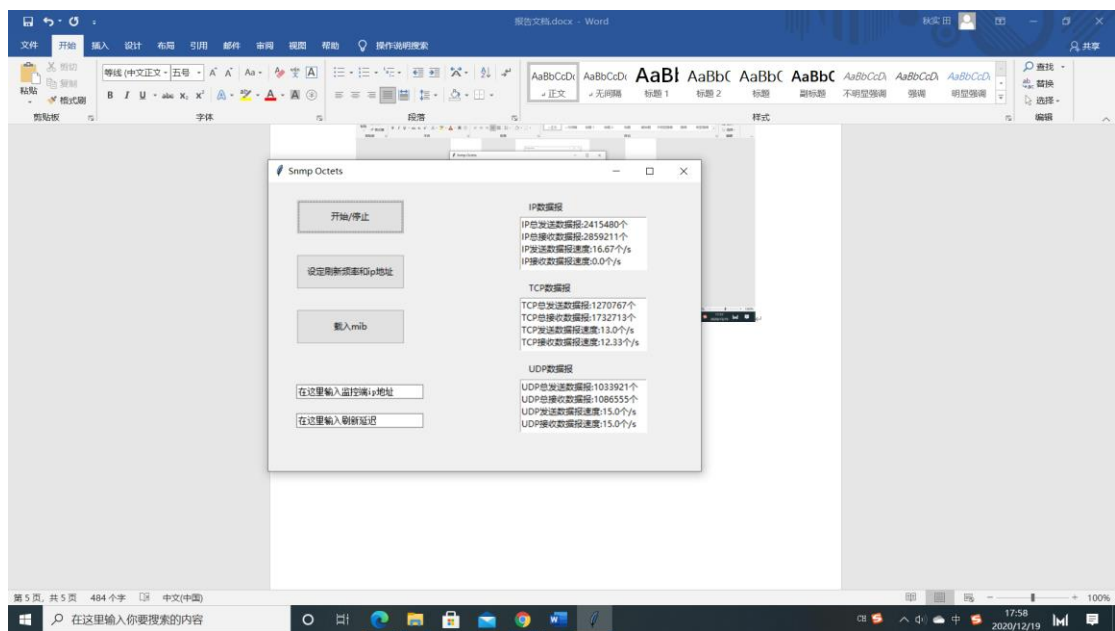 报告文档.docx - Word
秋实 田
文件 开始 插入 设计 布局 引用 邮件 审阅 视图 帮助 操作说明搜索 共享
粘贴
剪切
复制
格式刷
剪贴板
等线 (中文正文 五号
字体
段落
AaBbCcDc AaBbCcDc AaBl AaBbC AaBbC AaBbC AaBbCcDi AaBbCcDi AaBbCcDi
正文 无间隔 标题 1 标题 2 标题 副标题 不明显强调 强调 明显强调
样式
查找
替换
选择
编辑
Snmp Octets
开始/停止
设定刷新频率和ip地址
载入mib
在这里输入监控端ip地址
在这里输入刷新延迟
IP数据报
IP总发送数据报:2415480个
IP总接收数据报:2859211个
IP发送数据报速度:16.67个/s
IP接收数据报速度:0.0个/s
TCP数据报
TCP总发送数据报:1270767个
TCP总接收数据报:1732713个
TCP发送数据报速度:13.0个/s
TCP接收数据报速度:12.33个/s
UDP数据报
UDP总发送数据报:1033921个
UDP总接收数据报:1086555个
UDP发送数据报速度:15.0个/s
UDP接收数据报速度:15.0个/s
第 5 页，共 5 页 484 个字 中文(中国) 100%
在这里输入你要搜索的内容
中
17:58
2020/12/19